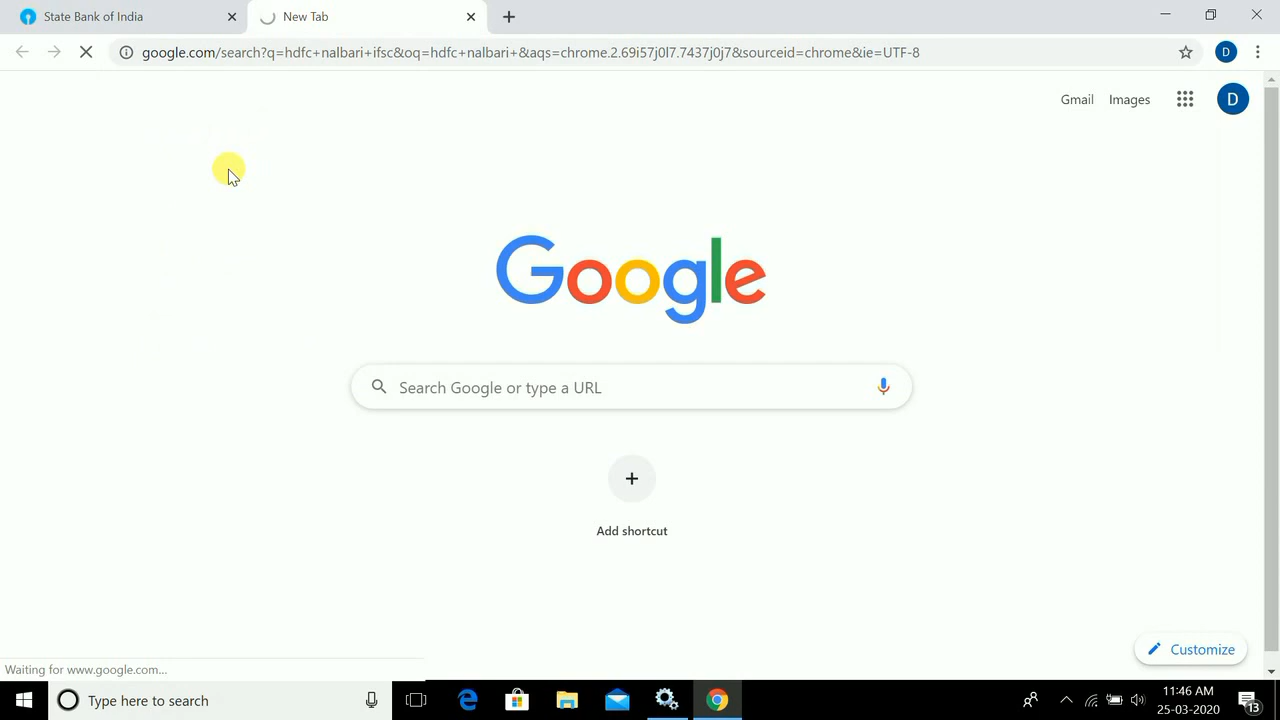 State Bank of India
New Tab
google.com/search?q=hdfc+nalbari+ifsc&oq=hdfc+nalbari+&aqs=chrome.2.69i57j0l7.7437j0j7&sourceid=chrome&ie=UTF-8
D
Gmail
Images
D
Google
Search Google or type a URL
Add shortcut
Customize
Waiting for www.google.com...
Type here to search
11:46 AM
25-03-2020
13